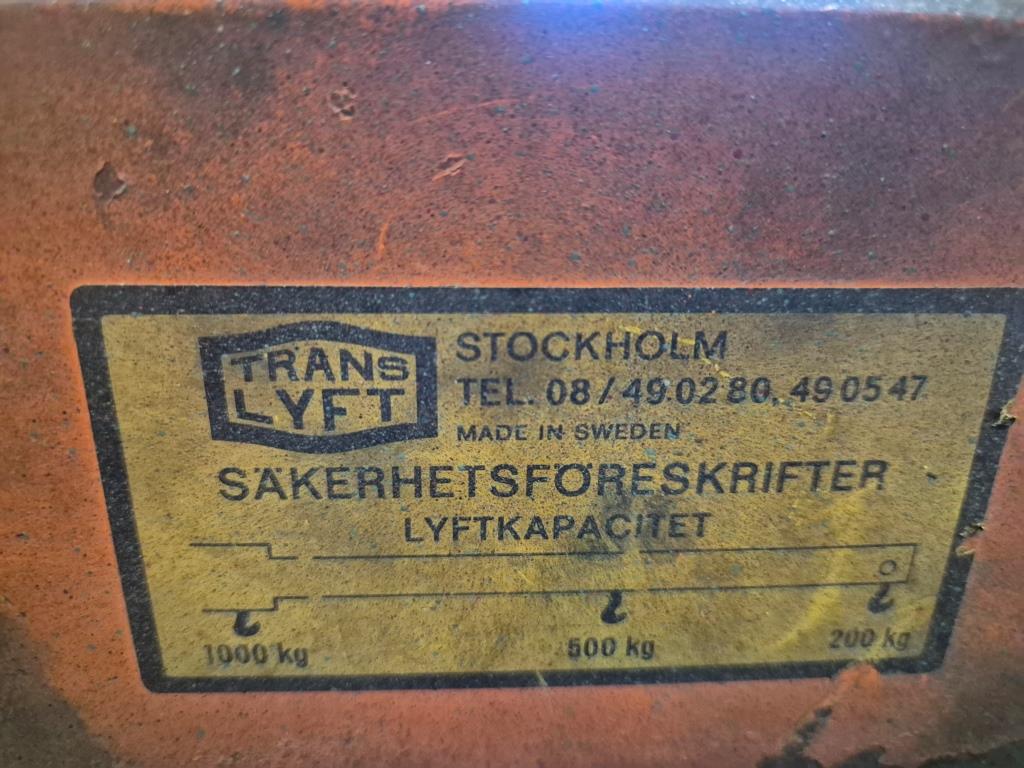 TRANS
LYFT
STOCKHOLM
TEL. 08/49 02 80, 49 05 47
MADE IN SWEDEN
SÄKERHETSFÖRESKRIFTER
LYFTKAPACITET
1000 kg 500 kg 200 kg